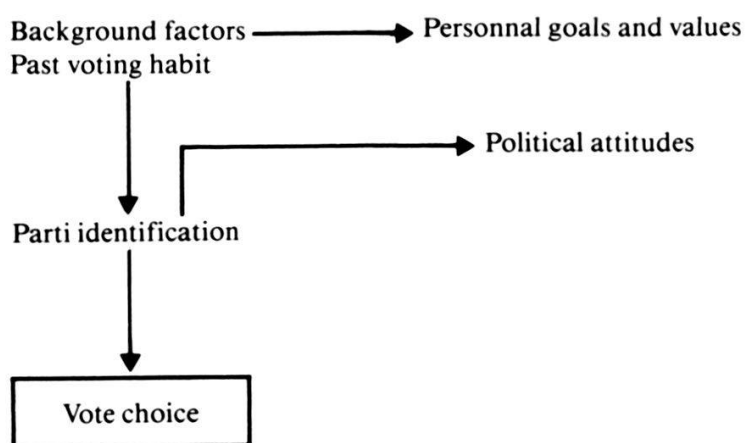 Background factors
Personnal goals and values
Past voting habit
Political attitudes
Parti identification
Vote choice